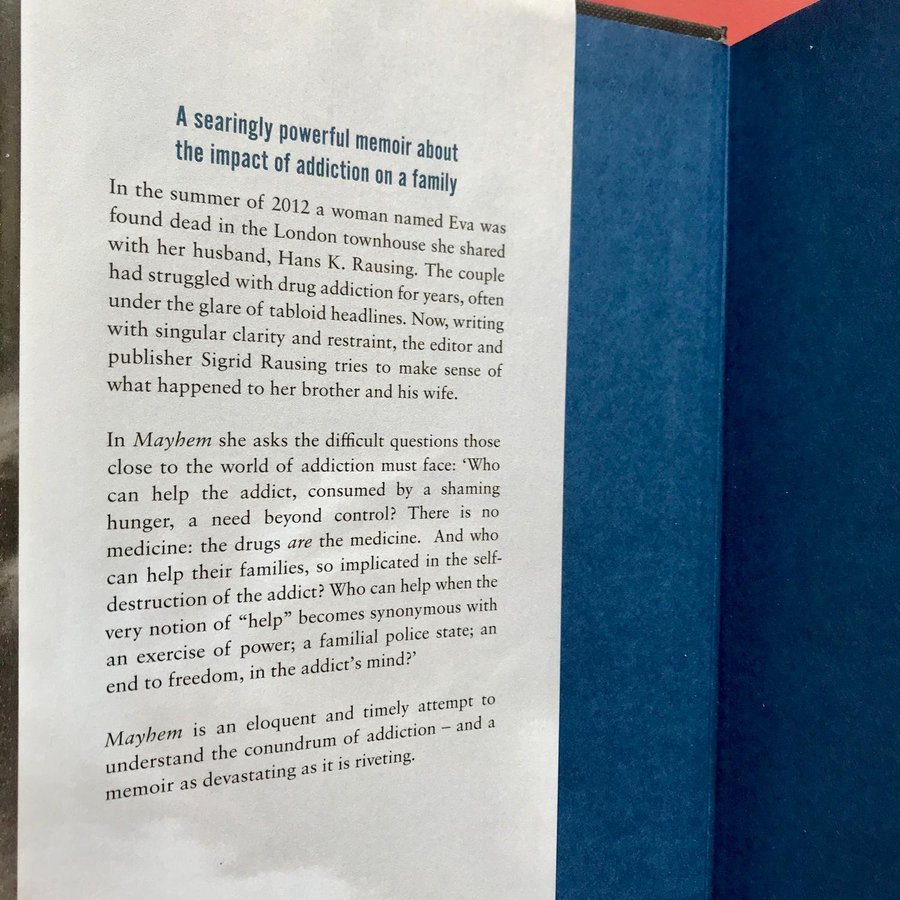 A searingly powerful memoir about
the impact of addiction on a family
In the summer of 2012 a woman named Eva was
found dead in the London townhouse she shared
with her husband, Hans K. Rausing. The couple
had struggled with drug addiction for years, often
under the glare of tabloid headlines. Now, writing
with singular clarity and restraint, the editor and
publisher Sigrid Rausing tries to make sense of
what happened to her brother and his wife.
In Mayhem she asks the difficult questions those
close to the world of addiction must face: ‘Who
can help the addict, consumed by a shaming
hunger, a need beyond control? There is no
medicine: the drugs are the medicine. And who
can help their families, so implicated in the self-
destruction of the addict? Who can help when the
very notion of “help” becomes synonymous with
an exercise of power; a familial police state; an
end to freedom, in the addict’s mind?’
Mayhem is an eloquent and timely attempt to
understand the conundrum of addiction – and a
memoir as devastating as it is riveting.